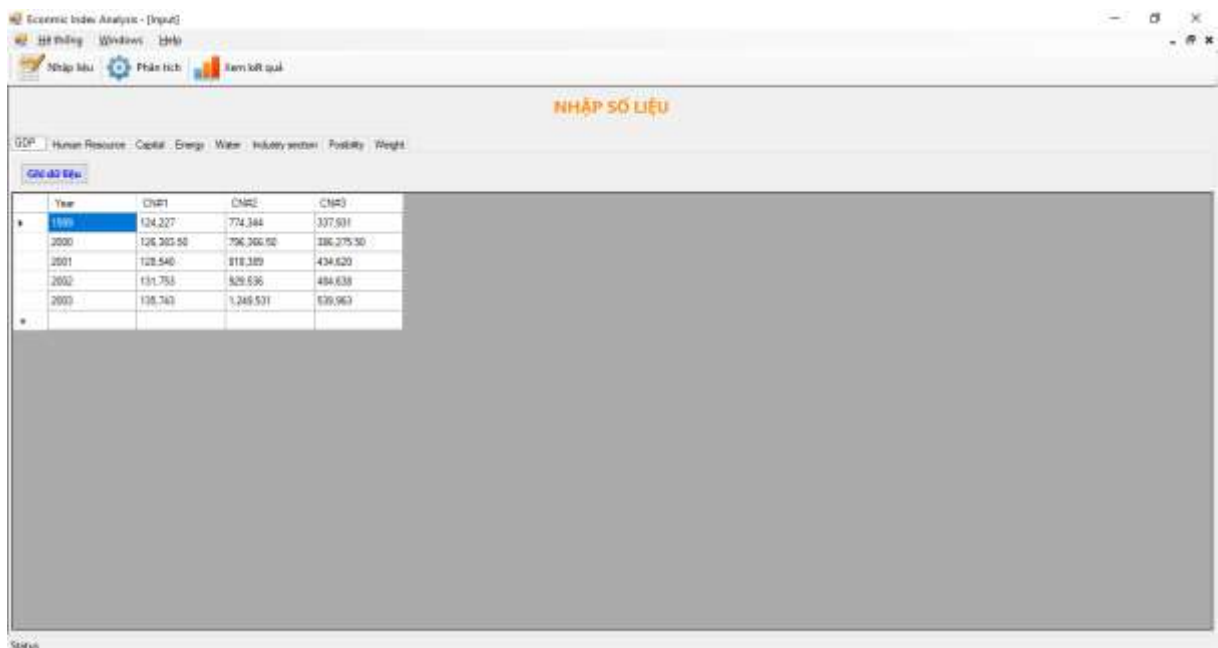 Econmic Index Analysis - [Input]
Hệ thống Windows Help
Nhập liệu Phân tích Xem kết quả
NHẬP SỐ LIỆU
GDP Human Resource Capital Energy Water Industry section Posibility Weight
Ghi dữ liệu
Year CN#1 CN#2 CN#3
1999 124,227 774,344 337,931
2000 126,383.50 796,366.50 386,275.50
2001 128,540 818,389 434,620
2002 131,753 929,536 484,638
2003 138,743 1,249,531 539,963
Status